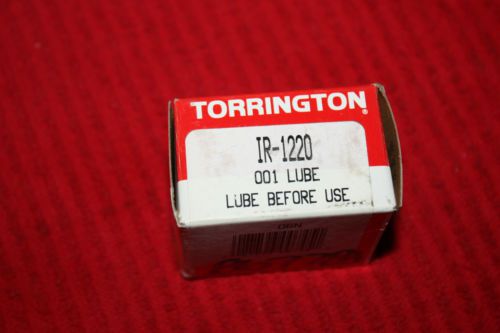 TORRINGTON®
IR-1220
001 LUBE
LUBE BEFORE USE